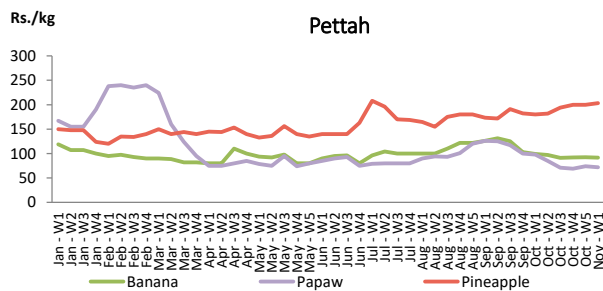 Rs./kg
Pettah
300
250
200
150
100
50
0
Jan - W1
Jan - W2
Jan - W3
Jan - W4
Feb - W1
Feb - W2
Feb - W3
Feb - W4
Mar - W1
Mar - W2
Mar - W3
Mar - W4
Apr - W1
Apr - W2
Apr - W3
Apr - W4
May - W1
May - W2
May - W3
May - W4
May - W5
Jun - W1
Jun - W2
Jun - W3
Jun - W4
Jul - W1
Jul - W2
Jul - W3
Jul - W4
Aug - W1
Aug - W2
Aug - W3
Aug - W4
Aug - W5
Sep - W1
Sep - W2
Sep - W3
Sep - W4
Oct - W1
Oct - W2
Oct - W3
Oct - W4
Oct - W5
Nov - W1
Banana
Papaw
Pineapple